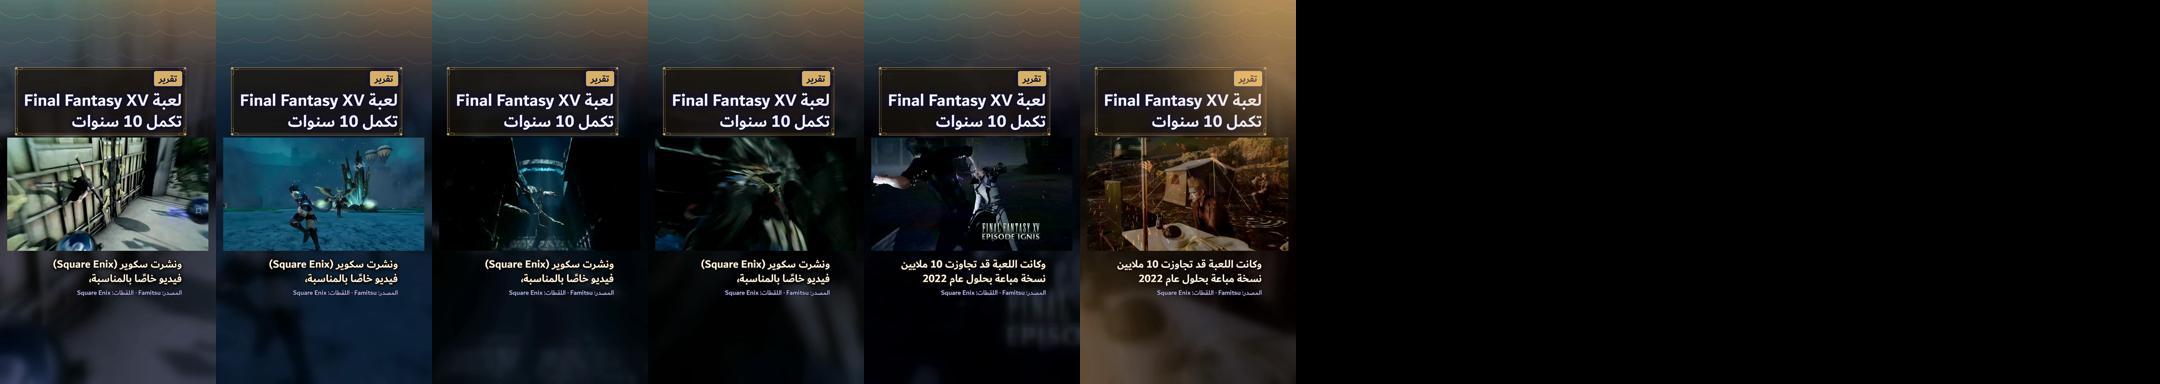 تقرير
لعبة Final Fantasy XV
تكمل 10 سنوات
ونشرت سكوير (Square Enix)
فيديو خاصًا بالمناسبة،
المصدر: Famitsu - اللقطات: Square Enix
تقرير
لعبة Final Fantasy XV
تكمل 10 سنوات
ونشرت سكوير (Square Enix)
فيديو خاصًا بالمناسبة،
المصدر: Famitsu - اللقطات: Square Enix
تقرير
لعبة Final Fantasy XV
تكمل 10 سنوات
ونشرت سكوير (Square Enix)
فيديو خاصًا بالمناسبة،
المصدر: Famitsu - اللقطات: Square Enix
تقرير
لعبة Final Fantasy XV
تكمل 10 سنوات
ونشرت سكوير (Square Enix)
فيديو خاصًا بالمناسبة،
المصدر: Famitsu - اللقطات: Square Enix
تقرير
لعبة Final Fantasy XV
تكمل 10 سنوات
FINAL FANTASY XV
EPISODE IGNIS
وكانت اللعبة قد تجاوزت 10 ملايين
نسخة مباعة بحلول عام 2022
المصدر: Famitsu - اللقطات: Square Enix
تقرير
لعبة Final Fantasy XV
تكمل 10 سنوات
وكانت اللعبة قد تجاوزت 10 ملايين
نسخة مباعة بحلول عام 2022
المصدر: Famitsu - اللقطات: Square Enix